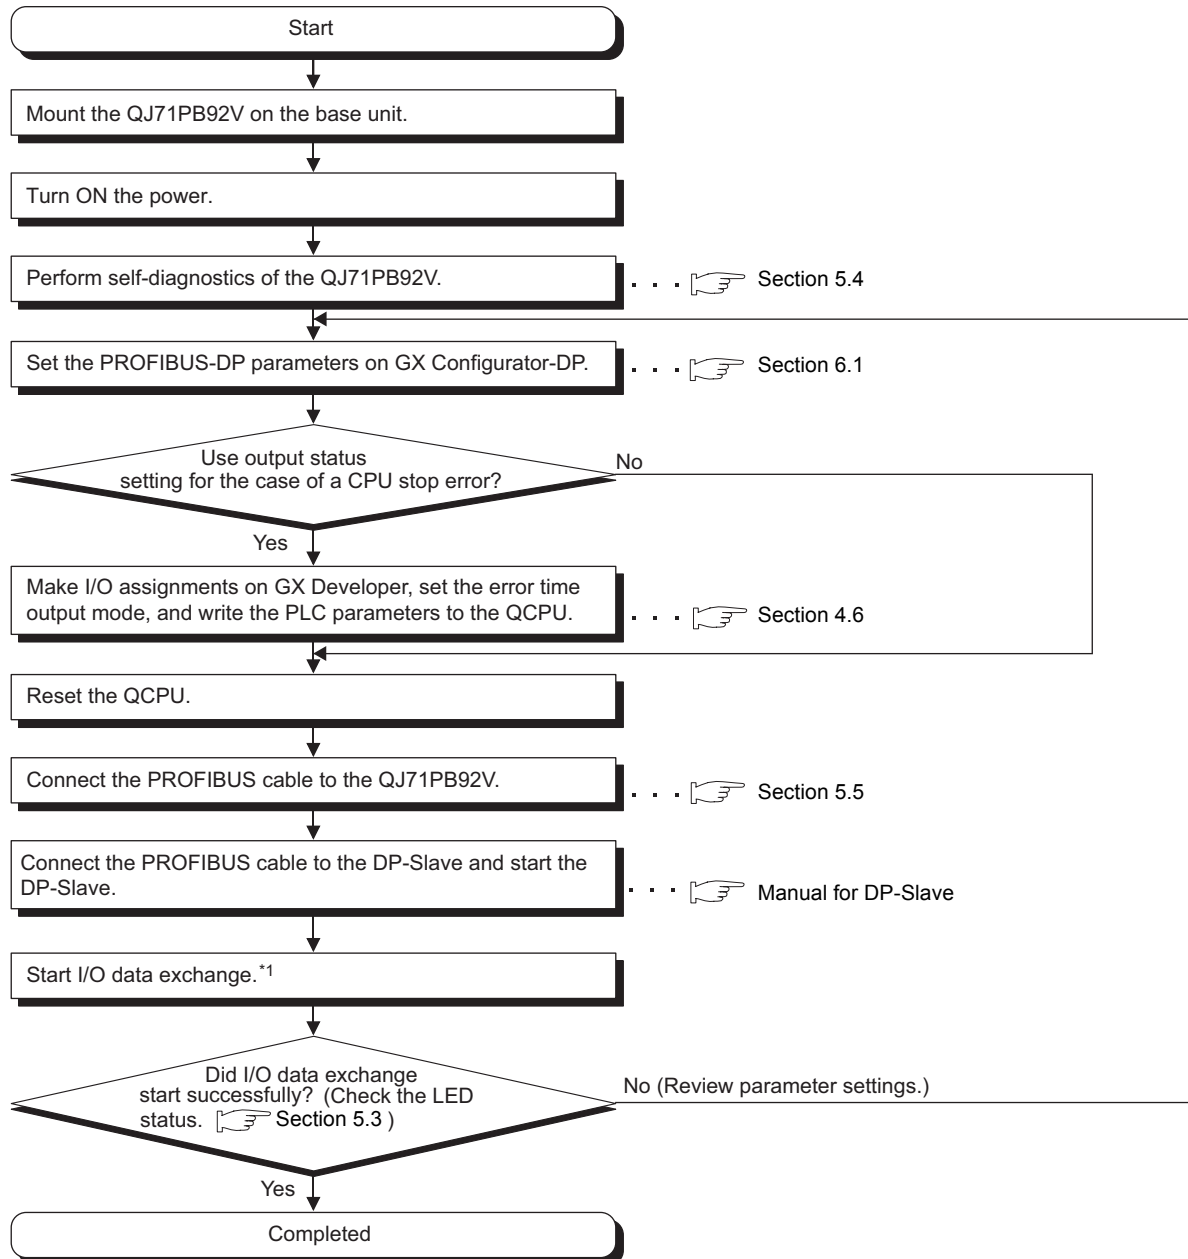 Start
Mount the QJ71PB92V on the base unit.
Turn ON the power.
Perform self-diagnostics of the QJ71PB92V.
. . . Section 5.4
Set the PROFIBUS-DP parameters on GX Configurator-DP.
. . . Section 6.1
Use output status
setting for the case of a CPU stop error?
No
Yes
Make I/O assignments on GX Developer, set the error time
output mode, and write the PLC parameters to the QCPU.
. . . Section 4.6
Reset the QCPU.
Connect the PROFIBUS cable to the QJ71PB92V.
. . . Section 5.5
Connect the PROFIBUS cable to the DP-Slave and start the
DP-Slave.
. . . Manual for DP-Slave
Start I/O data exchange.*1
Did I/O data exchange
start successfully? (Check the LED
status. Section 5.3 )
No (Review parameter settings.)
Yes
Completed